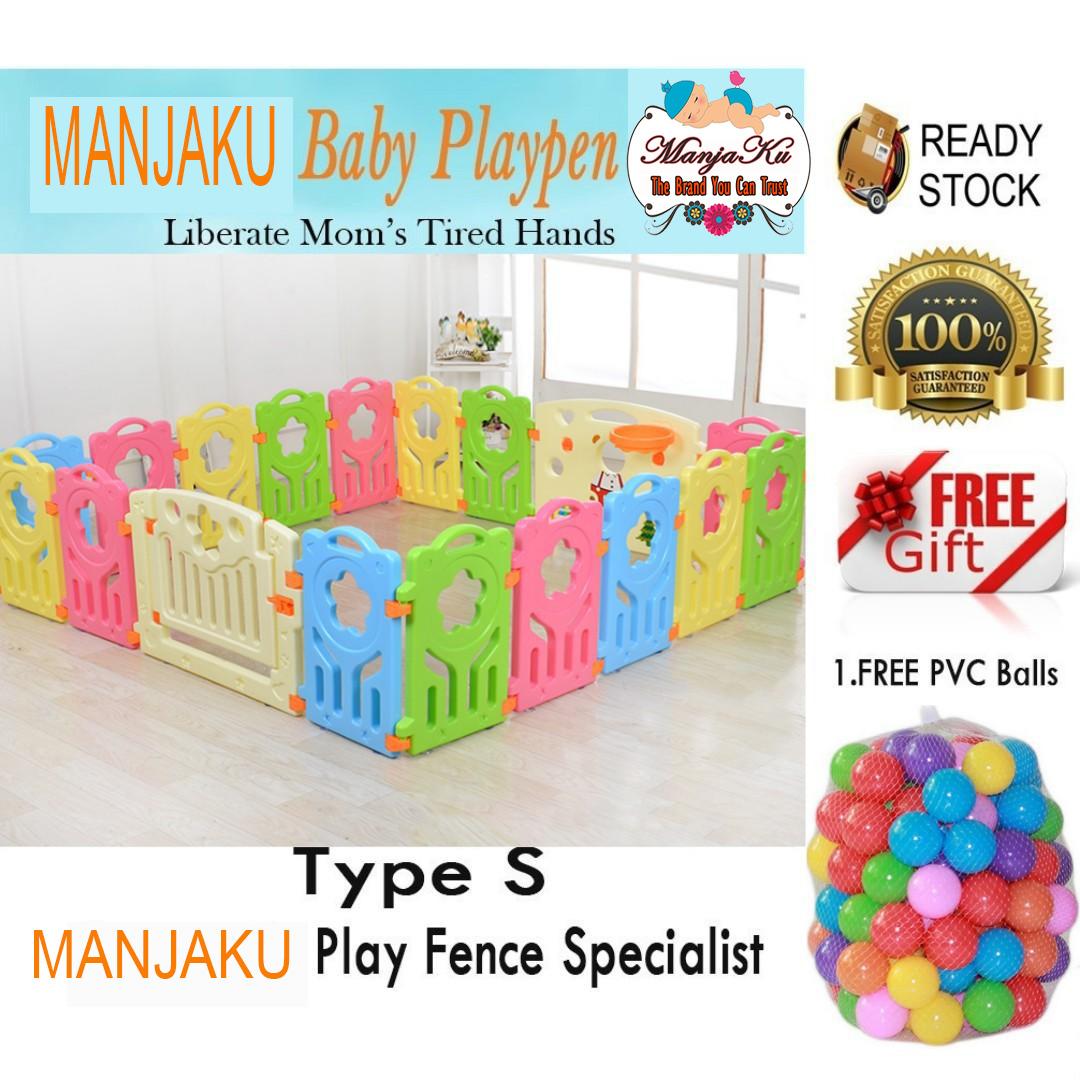 MANJAKU Baby Playpen
Liberate Mom's Tired Hands
ManjaKu
The Brand You Can Trust
READY
STOCK
SATISFACTION GUARANTEED
100%
SATISFACTION
GUARANTEED
FREE
Gift
1.FREE PVC Balls
welcome
Type S
MANJAKU Play Fence Specialist